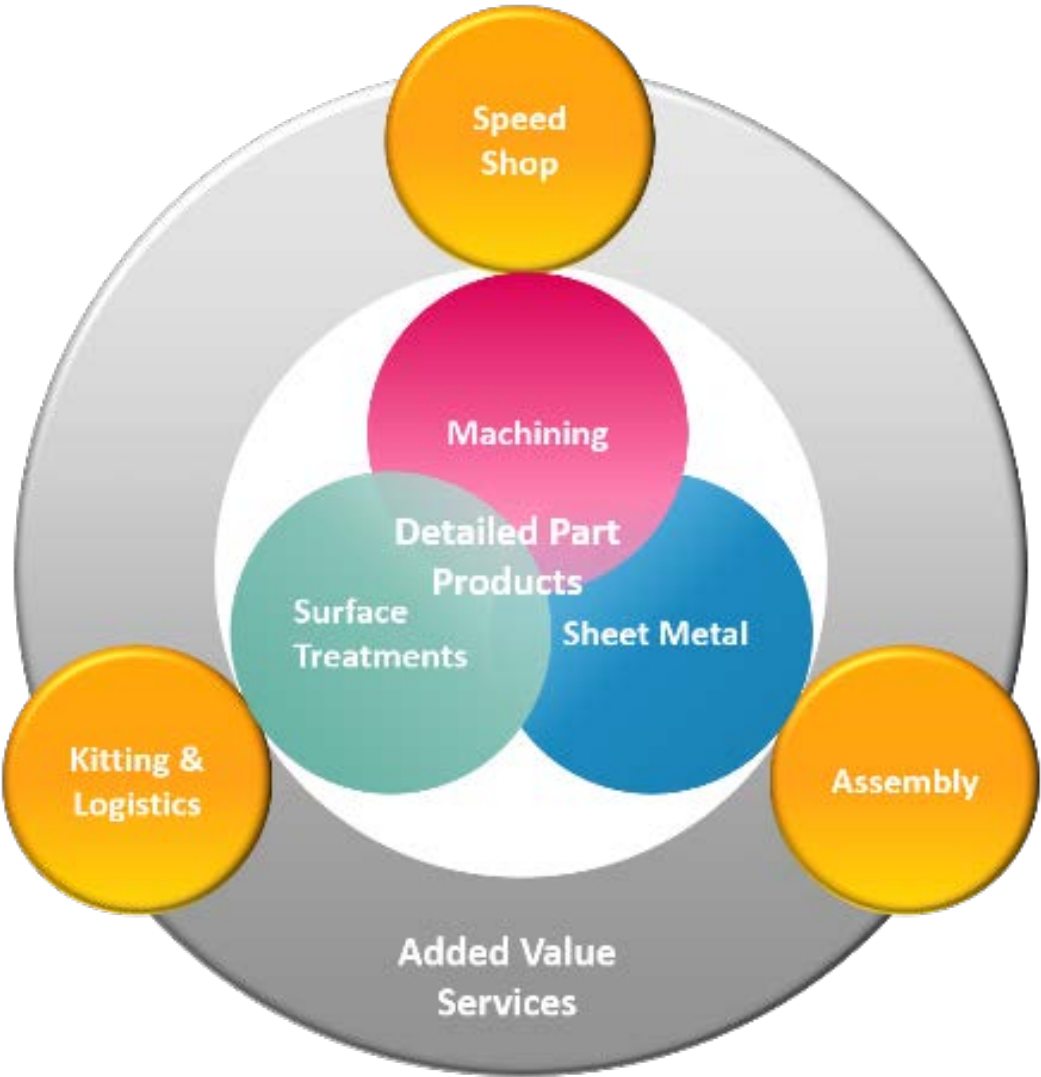 Speed
Shop
Machining
Detailed Part
Products
Surface
Treatments
Sheet Metal
Kitting &
Logistics
Assembly
Added Value
Services